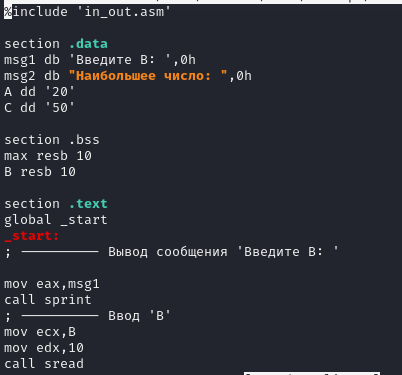 %include 'in_out.asm'
section .data
msg1 db 'Введите B: ',0h
msg2 db "Наибольшее число: ",0h
A dd '20'
C dd '50'
section .bss
max resb 10
B resb 10
section .text
global _start
_start:
; ---------- Вывод сообщения 'Введите B: '
mov eax,msg1
call sprint
; ---------- Ввод 'B'
mov ecx,B
mov edx,10
call sread